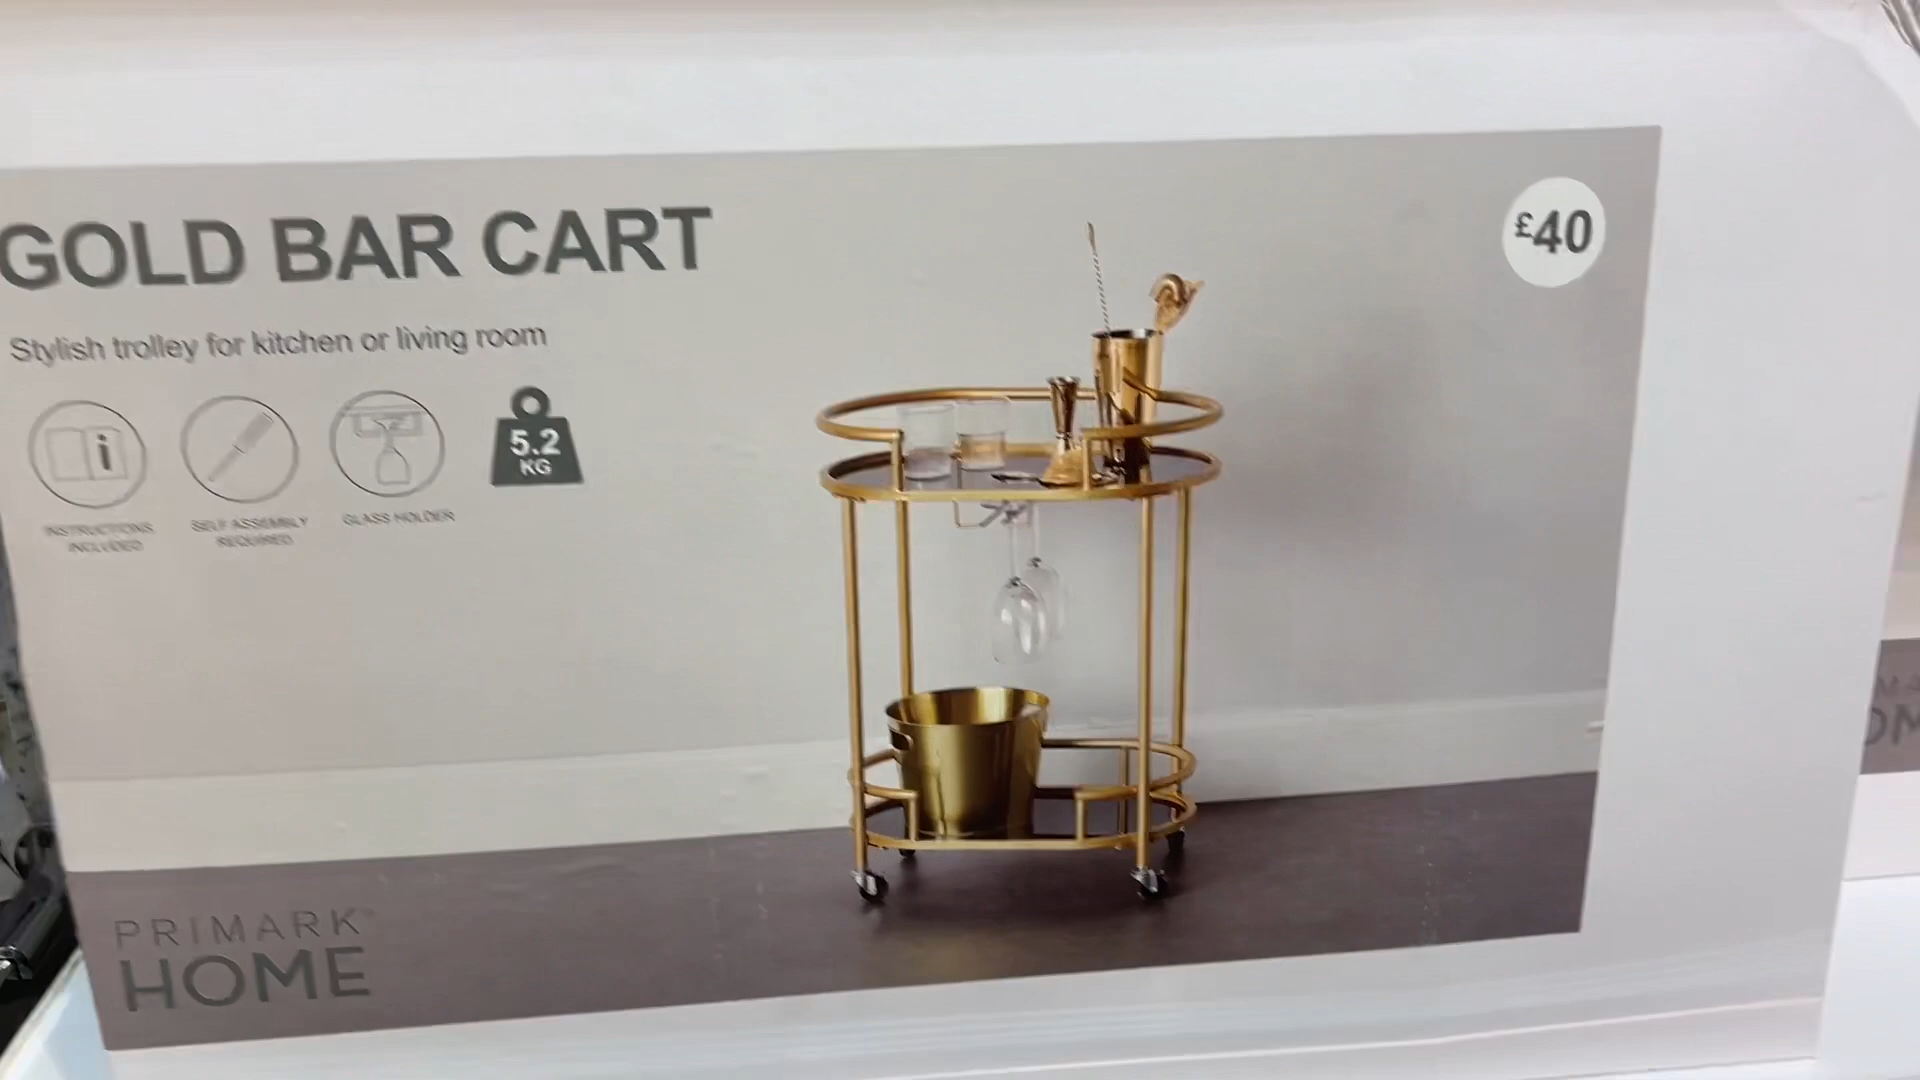 GOLD BAR CART
£40
Stylish trolley for kitchen or living room
i
5.2
KG
INSTRUCTIONS
INCLUDED
SELF ASSEMBLY
REQUIRED
GLASS HOLDER
PRIMARK
HOME